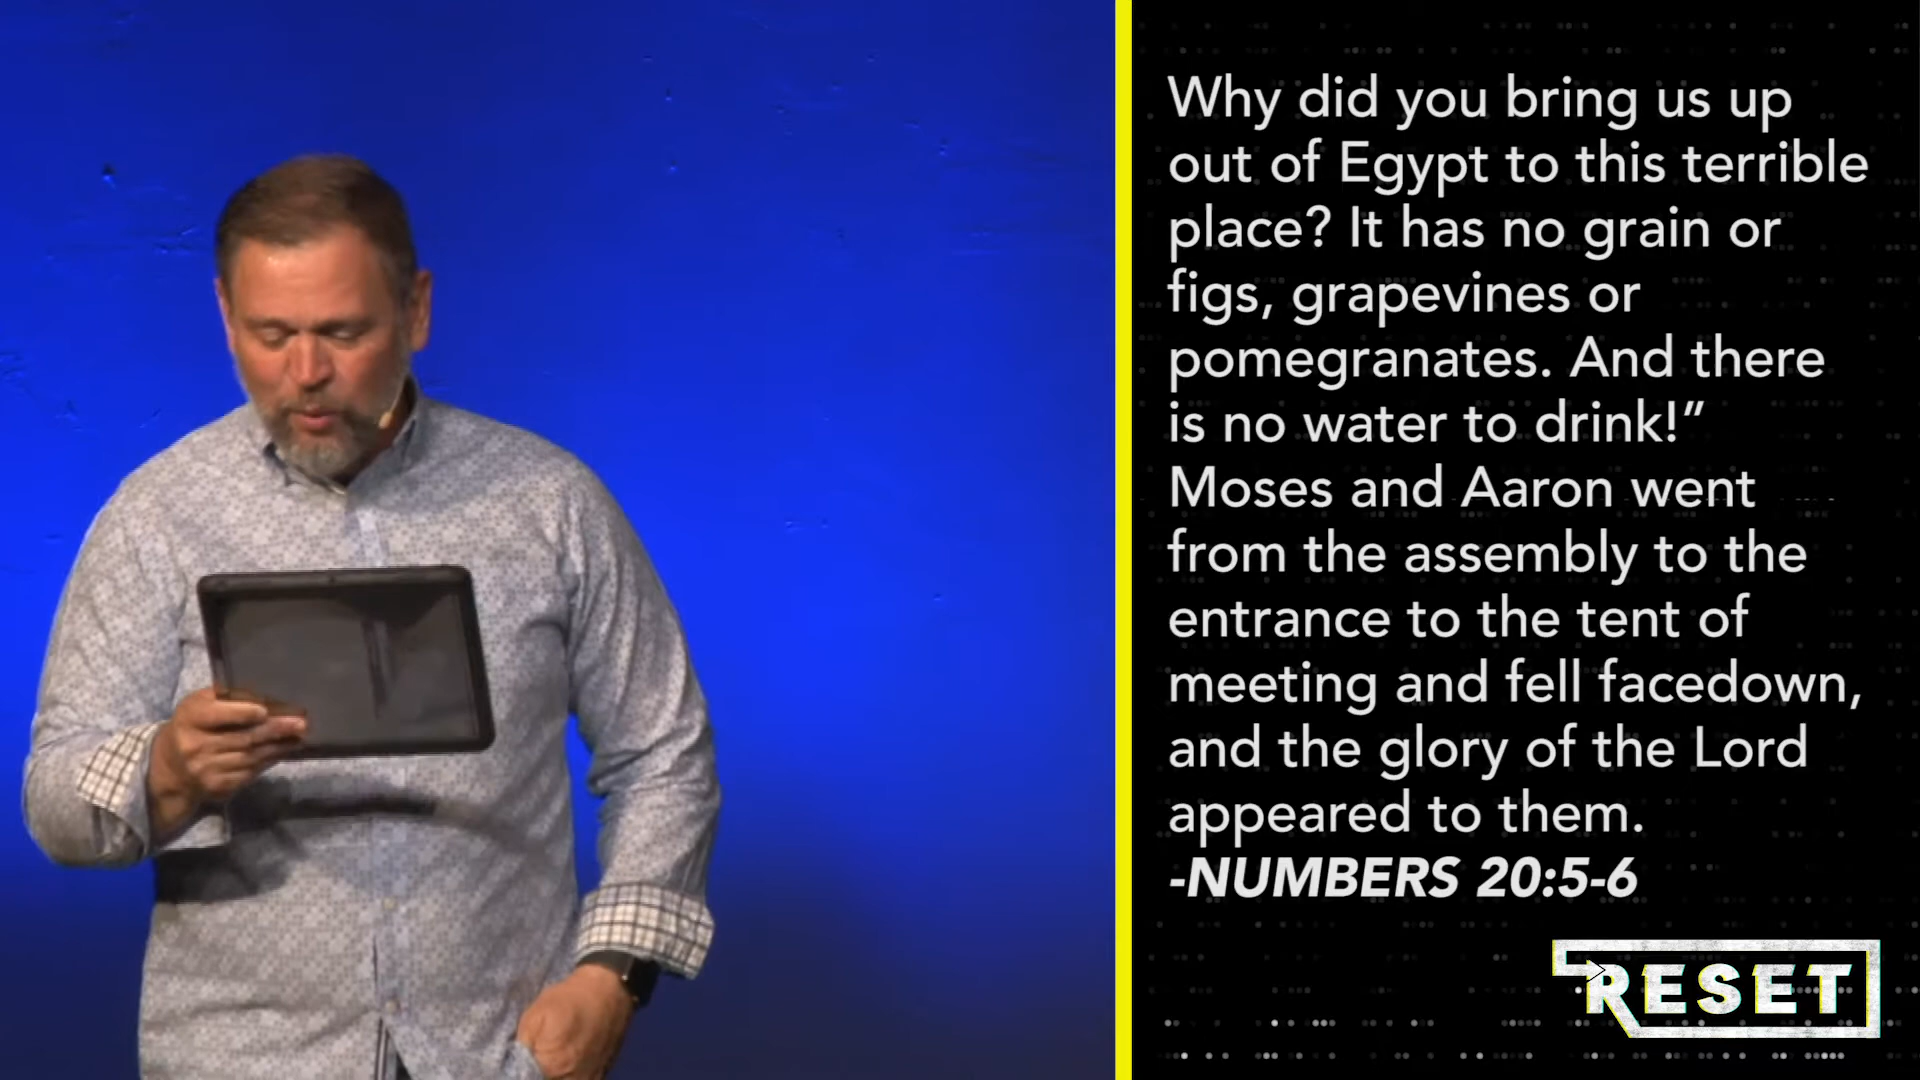 Why did you bring us up
out of Egypt to this terrible
place? It has no grain or
figs, grapevines or
pomegranates. And there
is no water to drink!”
Moses and Aaron went
from the assembly to the
entrance to the tent of
meeting and fell facedown,
and the glory of the Lord
appeared to them.
-NUMBERS 20:5-6
RESET